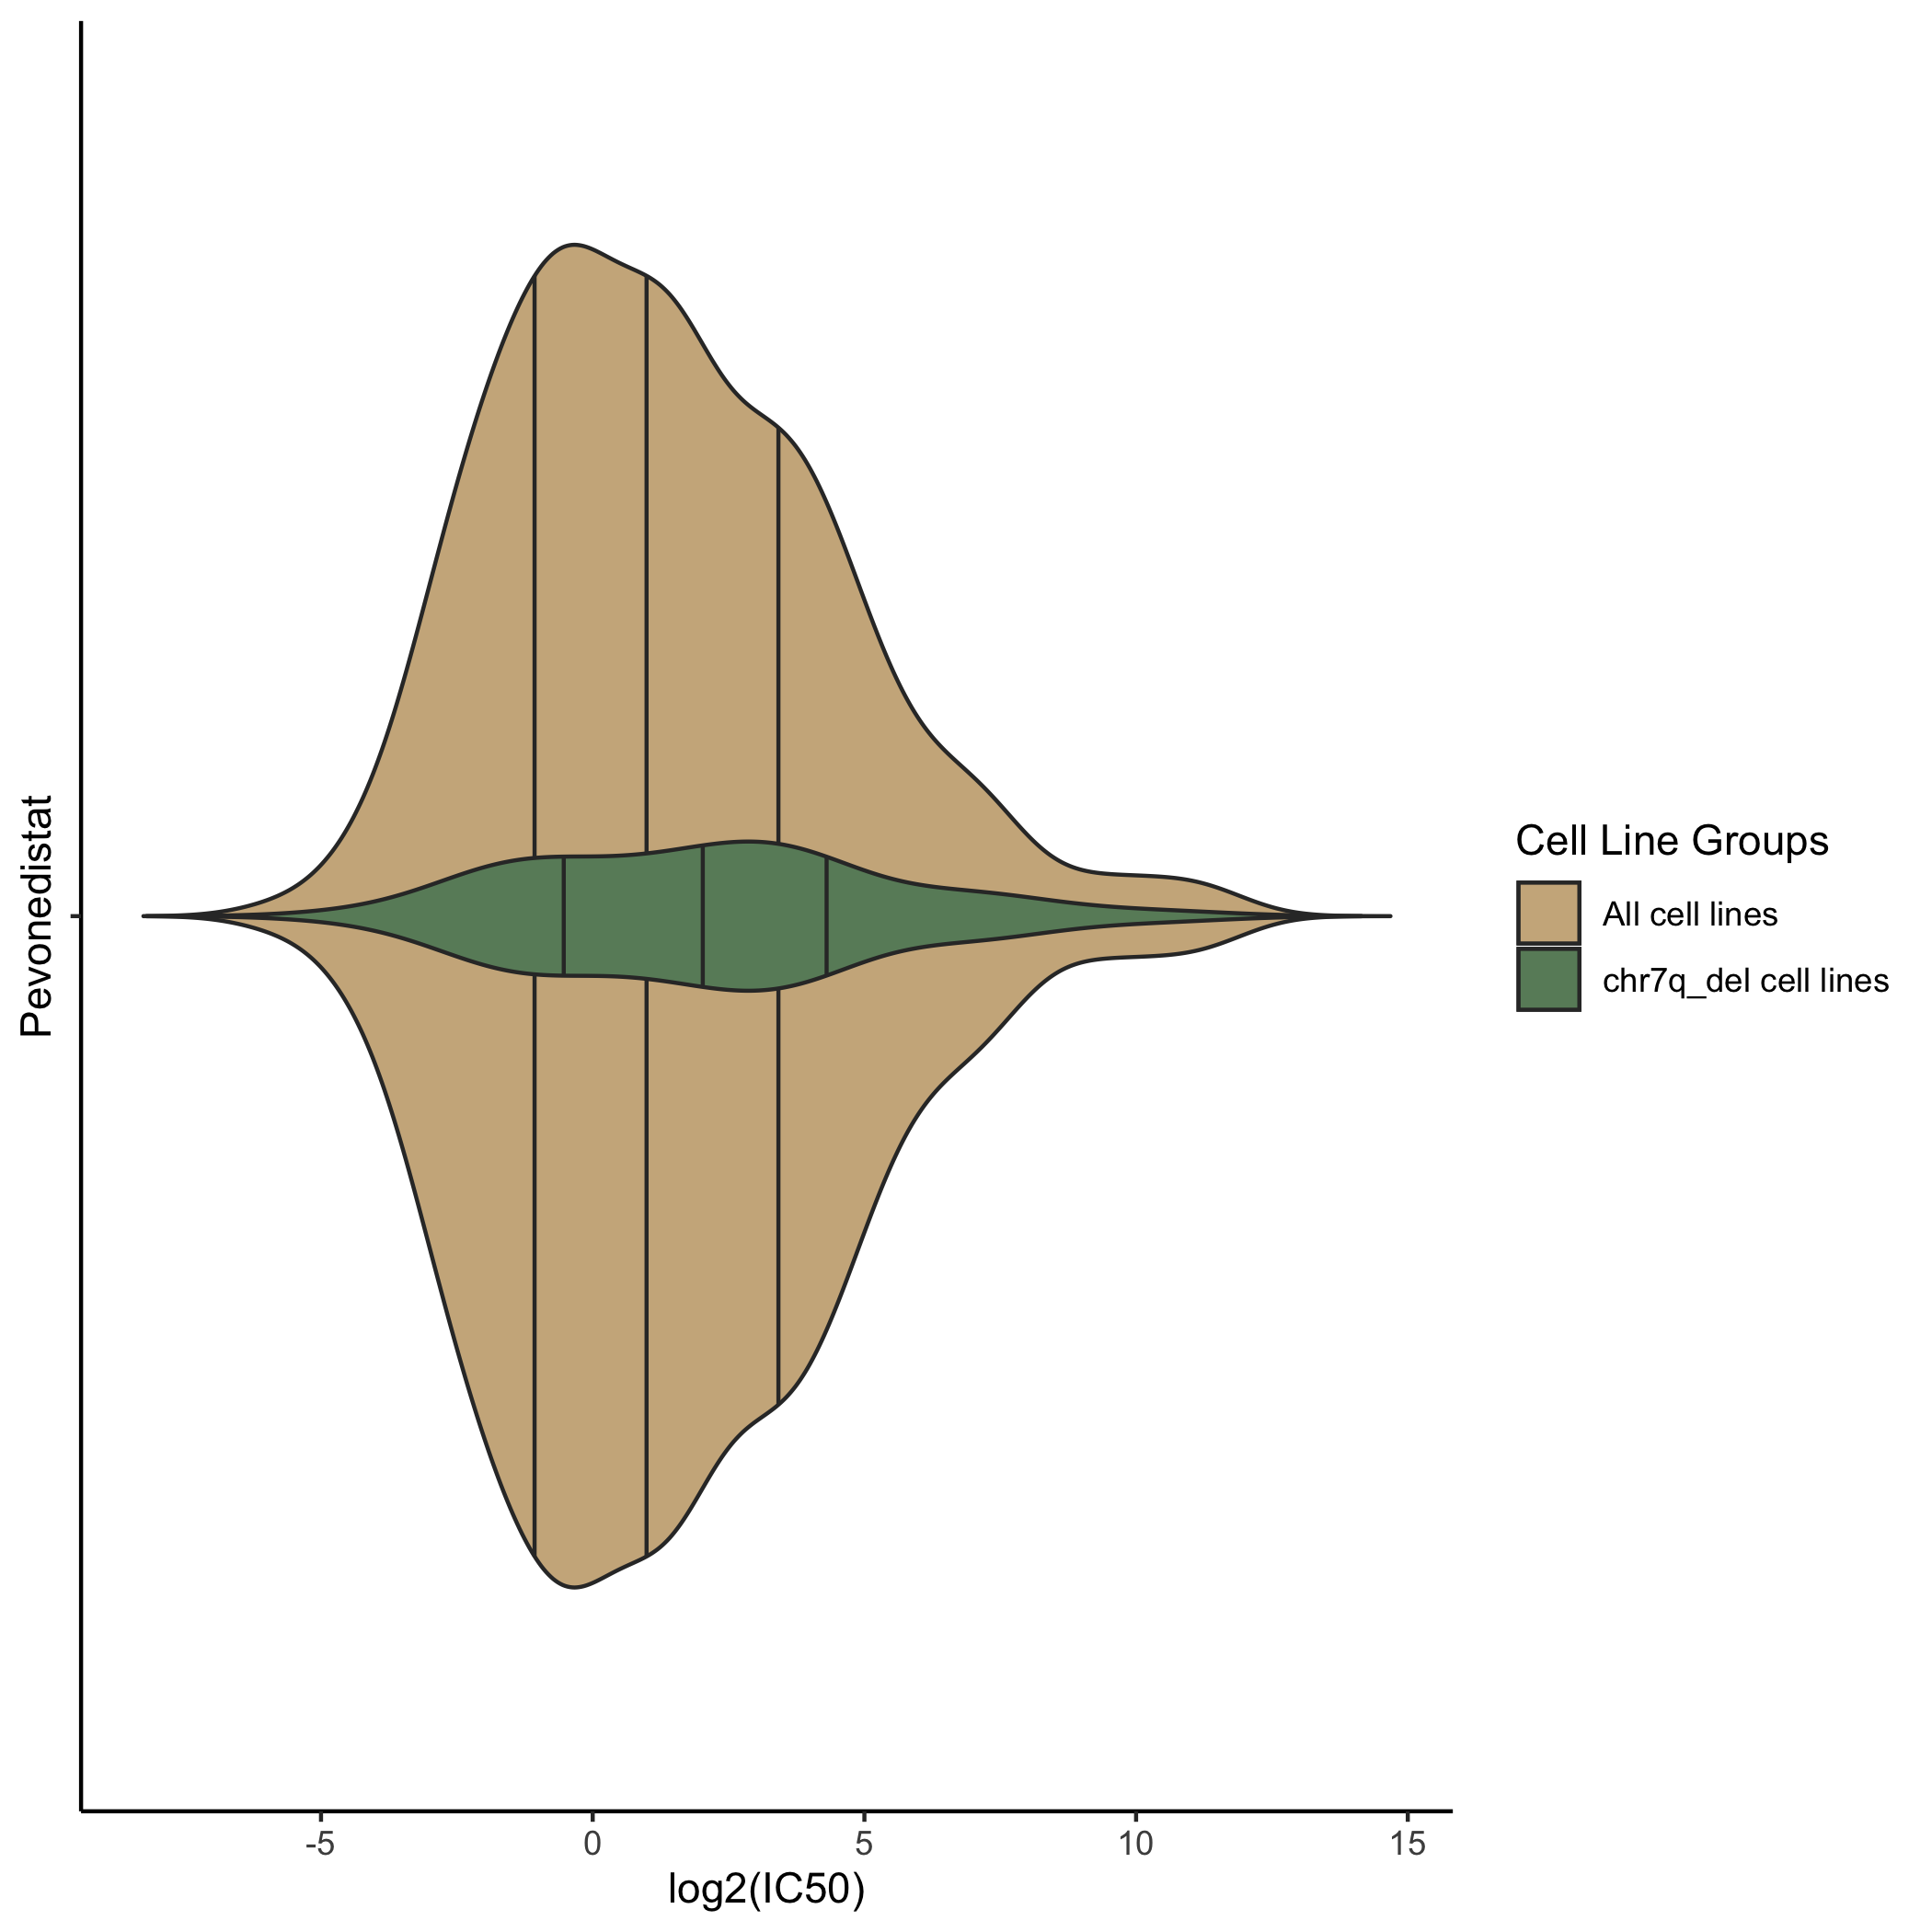 Pevonedistat
-5
0
5
10
15
log2(IC50)
Cell Line Groups
All cell lines
chr7q_del cell lines